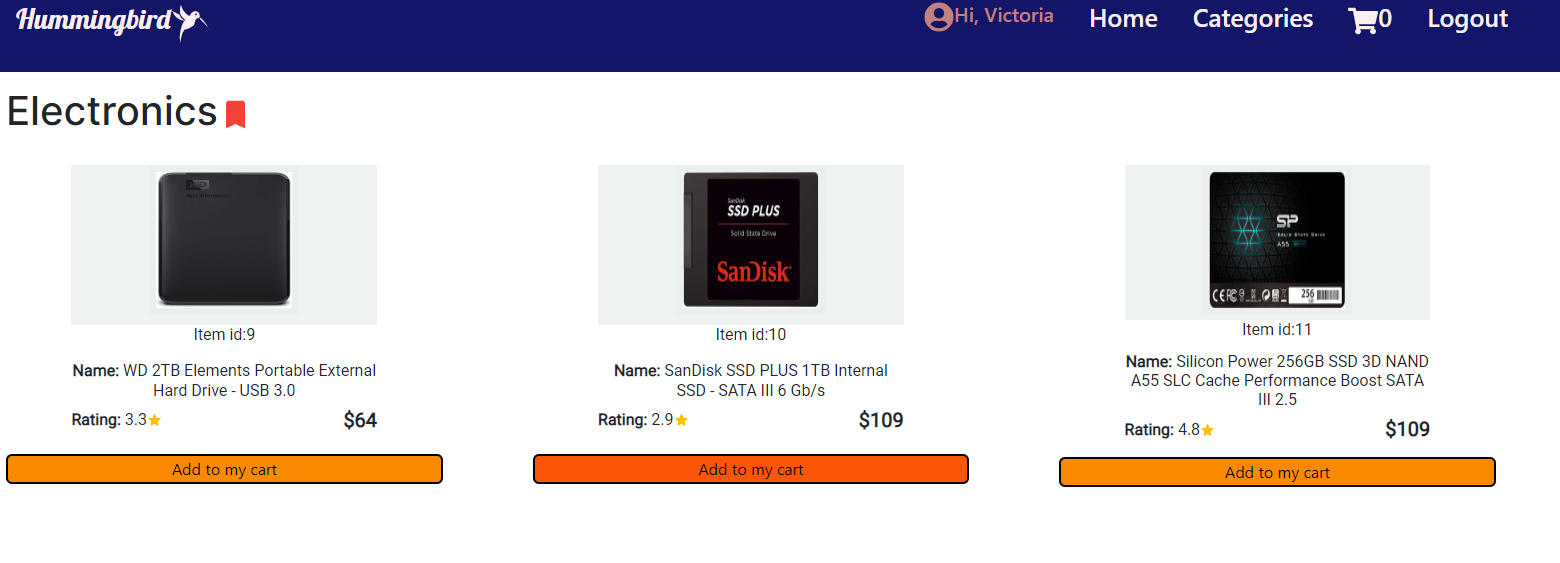 Hummingbird
Hi, Victoria
Home
Categories
0
Logout
Electronics
WD
SanDisk
SSD PLUS
Solid State Drive
SanDisk
SP
SOLID STATE DRIVE
A55
256
Item id:9
Name: WD 2TB Elements Portable External
Hard Drive - USB 3.0
Rating: 3.3
$64
Add to my cart
Item id:10
Name: SanDisk SSD PLUS 1TB Internal
SSD - SATA III 6 Gb/s
Rating: 2.9
$109
Add to my cart
Item id:11
Name: Silicon Power 256GB SSD 3D NAND
A55 SLC Cache Performance Boost SATA
III 2.5
Rating: 4.8
$109
Add to my cart